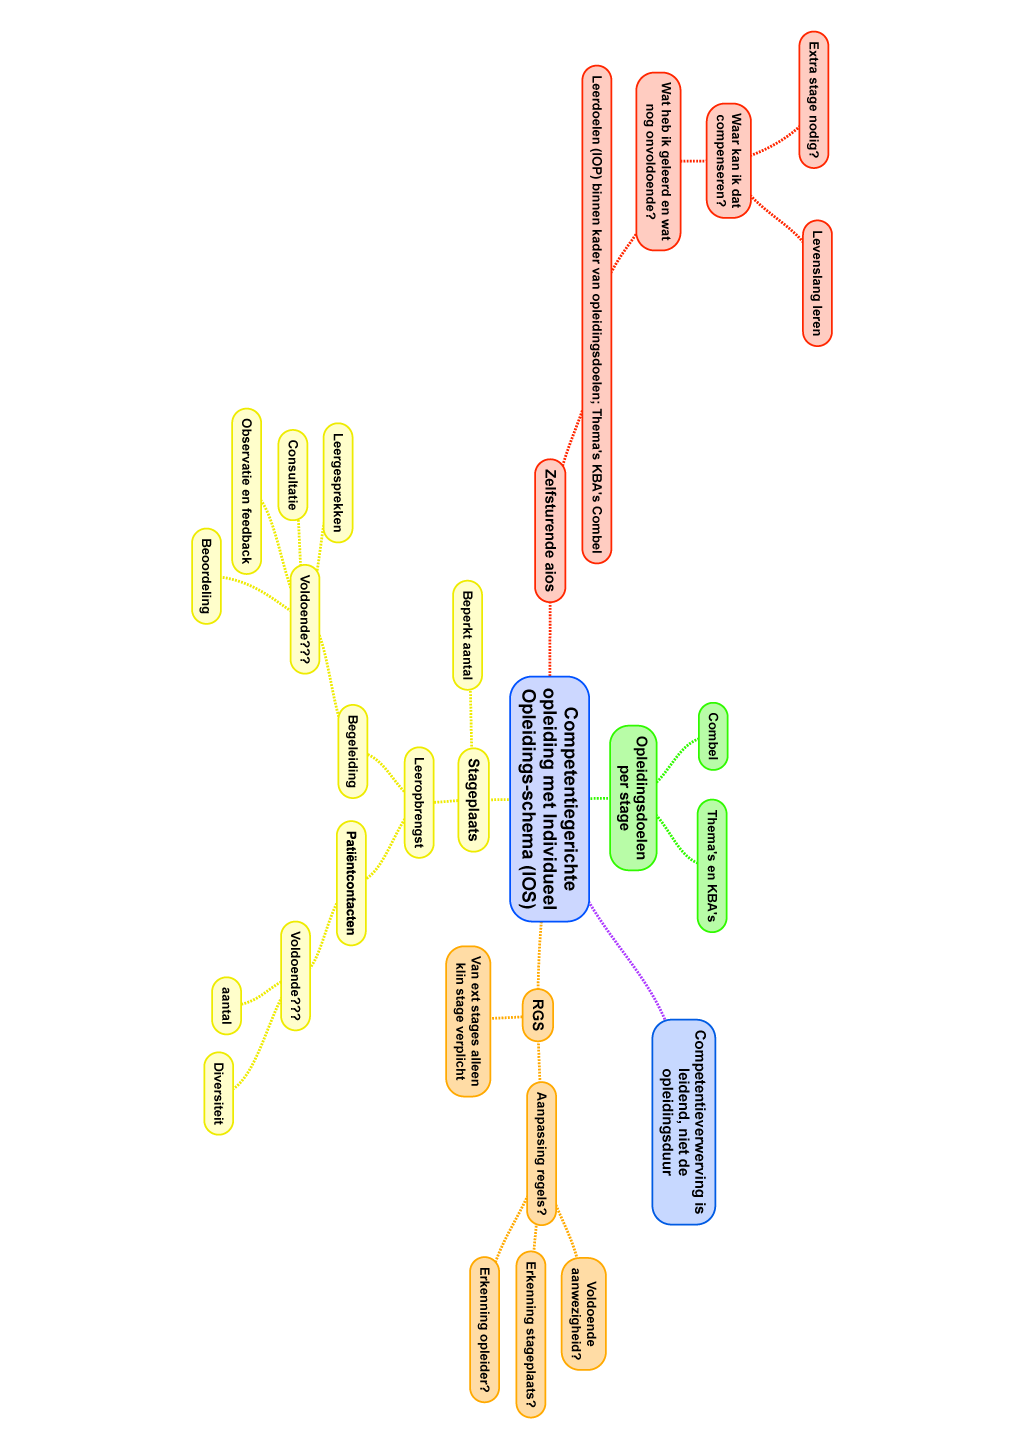 Extra stage nodig?
Levenslang leren
Waar kan ik dat
compenseren?
Wat heb ik geleerd en wat
nog onvoldoende?
Leerdoelen (IOP) binnen kader van opleidingsdoelen; Thema's KBA's Combel
Zelfsturende aios
Combel
Thema's en KBA's
Opleidingsdoelen
per stage
Competentieverwerving is
leidend, niet de
opleidingsduur
Competentiegerichte
opleiding met Individueel
Opleidings-schema (IOS)
RGS
Van ext stages alleen
klin stage verplicht
Aanpassing regels?
Voldoende
aanwezigheid?
Erkenning stageplaats?
Erkenning opleider?
Stageplaats
Beperkt aantal
Leeropbrengst
Begeleiding
Voldoende???
Leergesprekken
Consultatie
Observatie en feedback
Beoordeling
Patiëntcontacten
Voldoende???
aantal
Diversiteit